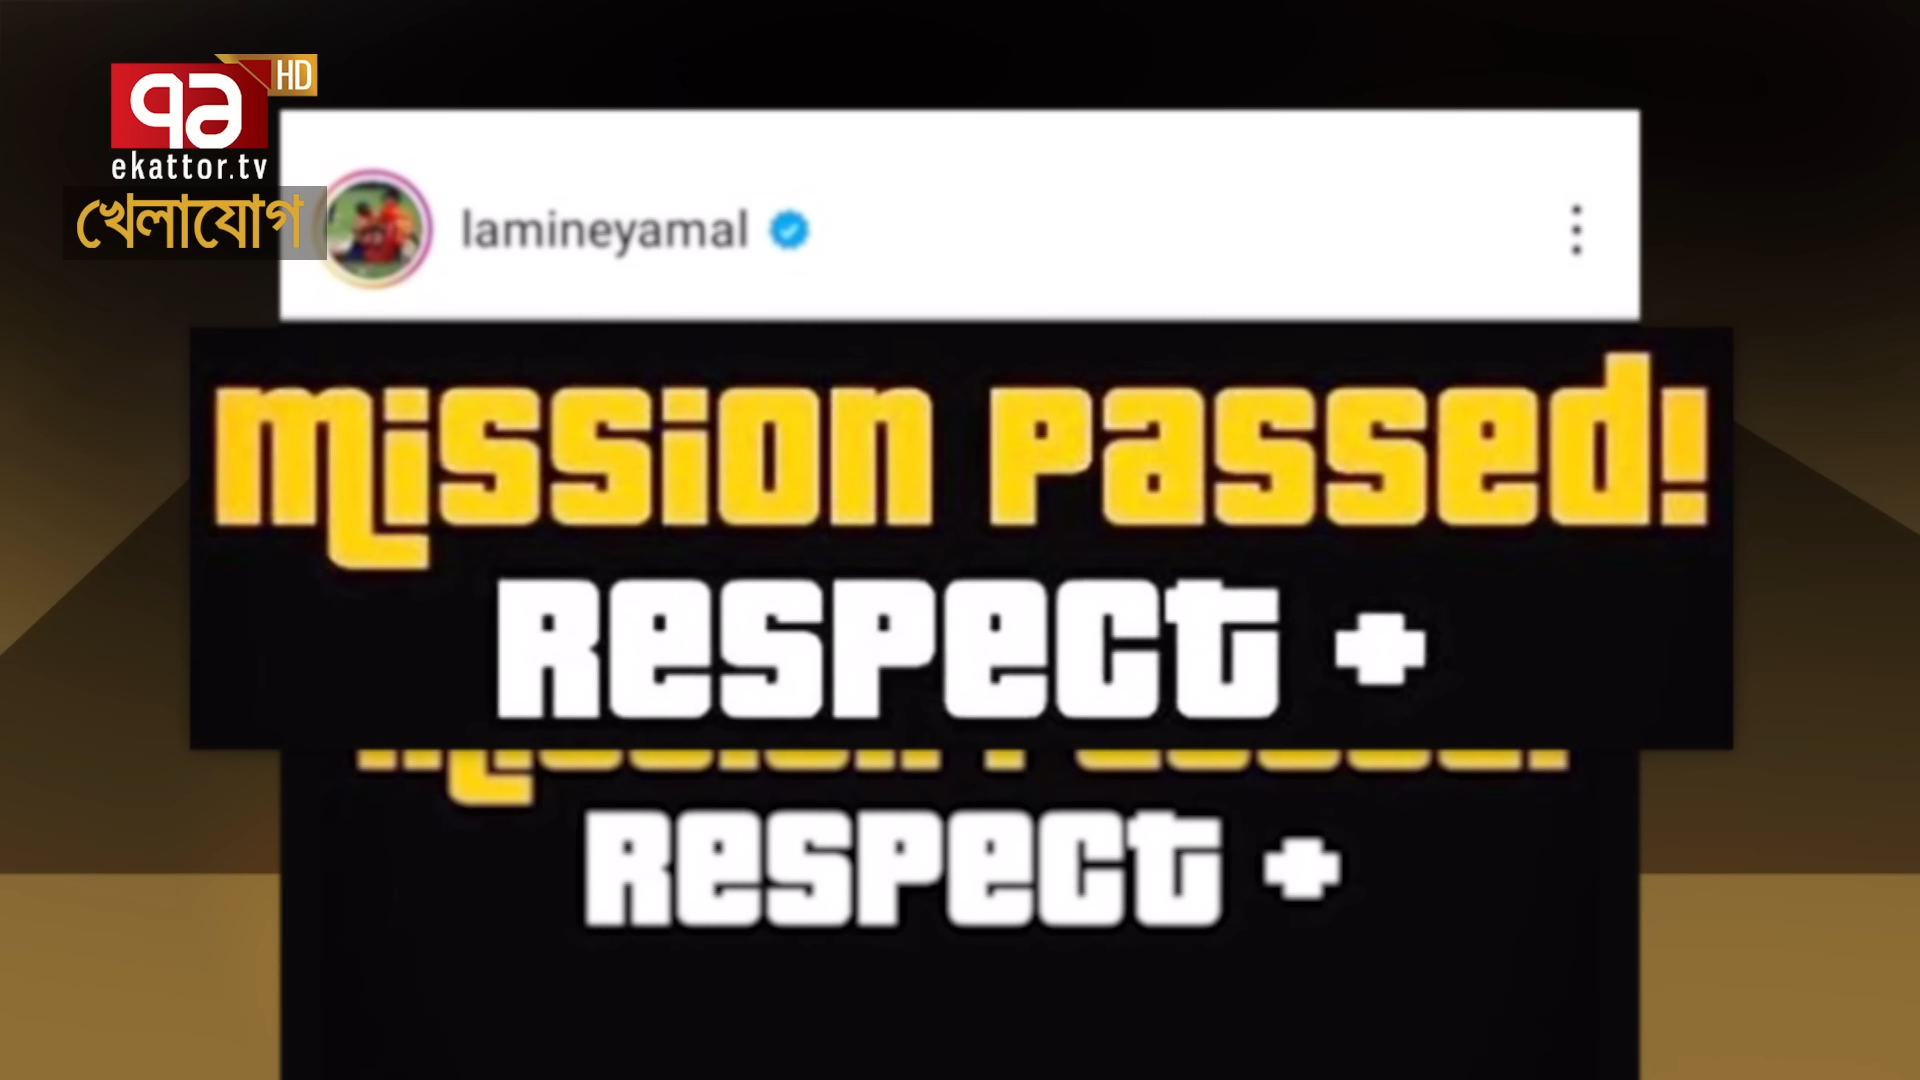 HD
৭১
ekattor.tv
খেলাযোগ
lamineyamal
Mission Passed!
Respect +
Respect +